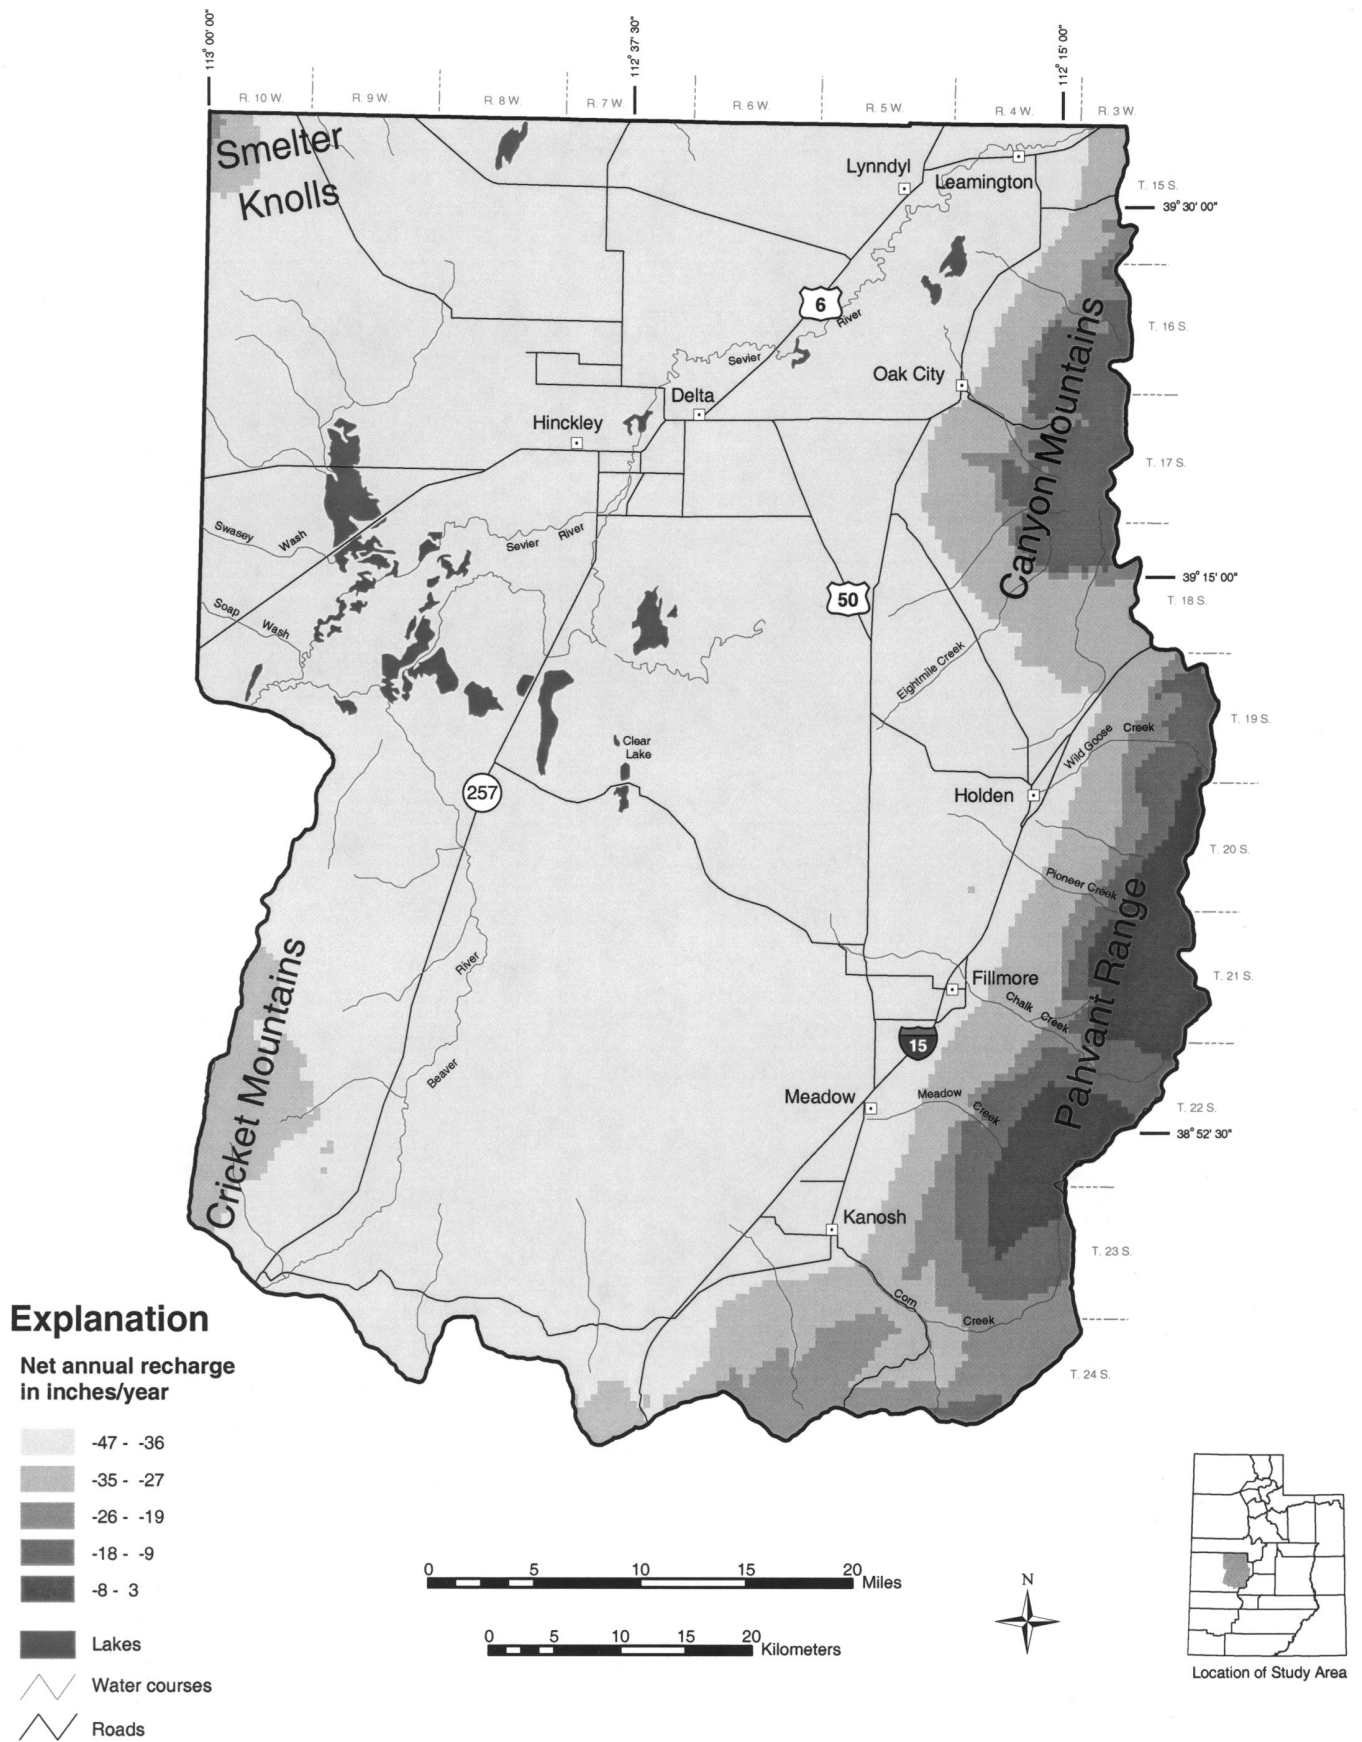 113° 00' 00"
112° 37' 30"
112° 15' 00"
R. 10 W.
R. 9 W.
R. 8 W.
R. 7 W.
R. 6 W.
R. 5 W.
R. 4 W.
R. 3 W.
Smelter
Knolls
Lynndyl
Leamington
T. 15 S.
39° 30' 00"
6
River
Sevier
T. 16 S.
Oak City
Delta
Hinckley
Canyon Mountains
T. 17 S.
Swasey
Wash
Sevier
River
39° 15' 00"
50
T. 18 S.
Soap
Wash
Eightmile Creek
T. 19 S.
Wild Goose
Creek
Clear
Lake
257
Holden
T. 20 S.
Pioneer Creek
Pahvant Range
Cricket Mountains
River
Fillmore
T. 21 S.
Chalk
Creek
15
Beaver
Meadow
Meadow
Creek
T. 22 S.
38° 52' 30"
Kanosh
T. 23 S.
Corn
Creek
T. 24 S.
Explanation
Net annual recharge
in inches/year
-47 - -36
-35 - -27
-26 - -19
-18 - -9
-8 - 3
Lakes
Water courses
Roads
0 5 10 15 20
Miles
0 5 10 15 20
Kilometers
N
Location of Study Area